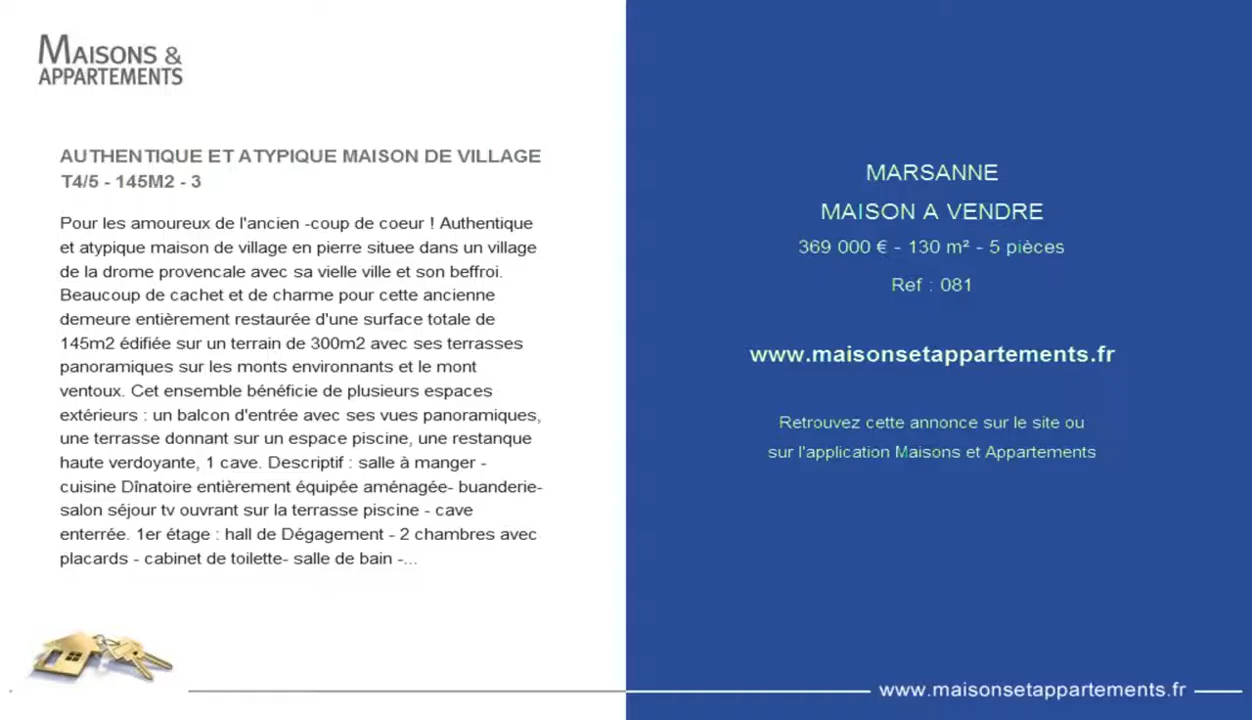 MAISONS &
APPARTEMENTS
AUTHENTIQUE ET ATYPIQUE MAISON DE VILLAGE
T4/5 - 145M2 - 3
Pour les amoureux de l'ancien -coup de coeur ! Authentique
et atypique maison de village en pierre situee dans un village
de la drome provencale avec sa vielle ville et son beffroi.
Beaucoup de cachet et de charme pour cette ancienne
demeure entièrement restaurée d'une surface totale de
145m2 édifiée sur un terrain de 300m2 avec ses terrasses
panoramiques sur les monts environnants et le mont
ventoux. Cet ensemble bénéficie de plusieurs espaces
extérieurs : un balcon d'entrée avec ses vues panoramiques,
une terrasse donnant sur un espace piscine, une restanque
haute verdoyante, 1 cave. Descriptif : salle à manger -
cuisine Dînatoire entièrement équipée aménagée- buanderie-
salon séjour tv ouvrant sur la terrasse piscine - cave
enterrée. 1er étage : hall de Dégagement - 2 chambres avec
placards - cabinet de toilette- salle de bain -...
MARSANNE
MAISON A VENDRE
369 000 € - 130 m² - 5 pièces
Ref : 081
www.maisonsetappartements.fr
Retrouvez cette annonce sur le site ou
sur l'application Maisons et Appartements
www.maisonsetappartements.fr